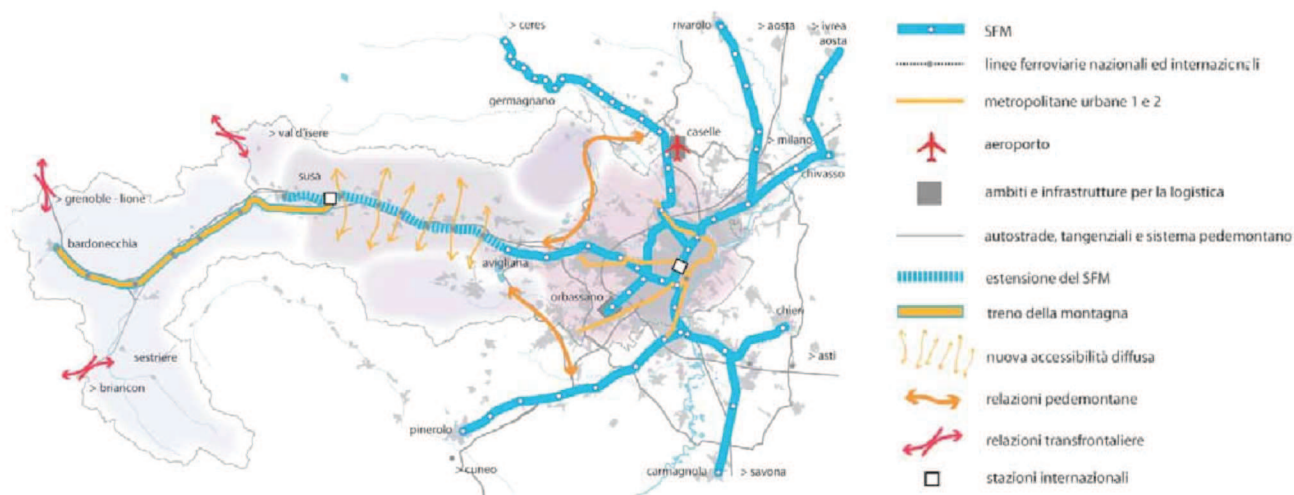 > ceres
rivarolo
> aosta
> ivrea
aosta
germagnano
caselle
> val d'isere
> milano
chivasso
susa
> grenoble - lione
bardonecchia
avigliana
orbassano
chieri
sestriere
> asti
> briancon
pinerolo
> cuneo
carmagnola
> savona
SFM
linee ferroviarie nazionali ed internazionali
metropolitane urbane 1 e 2
aeroporto
ambiti e infrastrutture per la logistica
autostrade, tangenziali e sistema pedemontano
estensione del SFM
treno della montagna
nuova accessibilità diffusa
relazioni pedemontane
relazioni transfrontaliere
stazioni internazionali